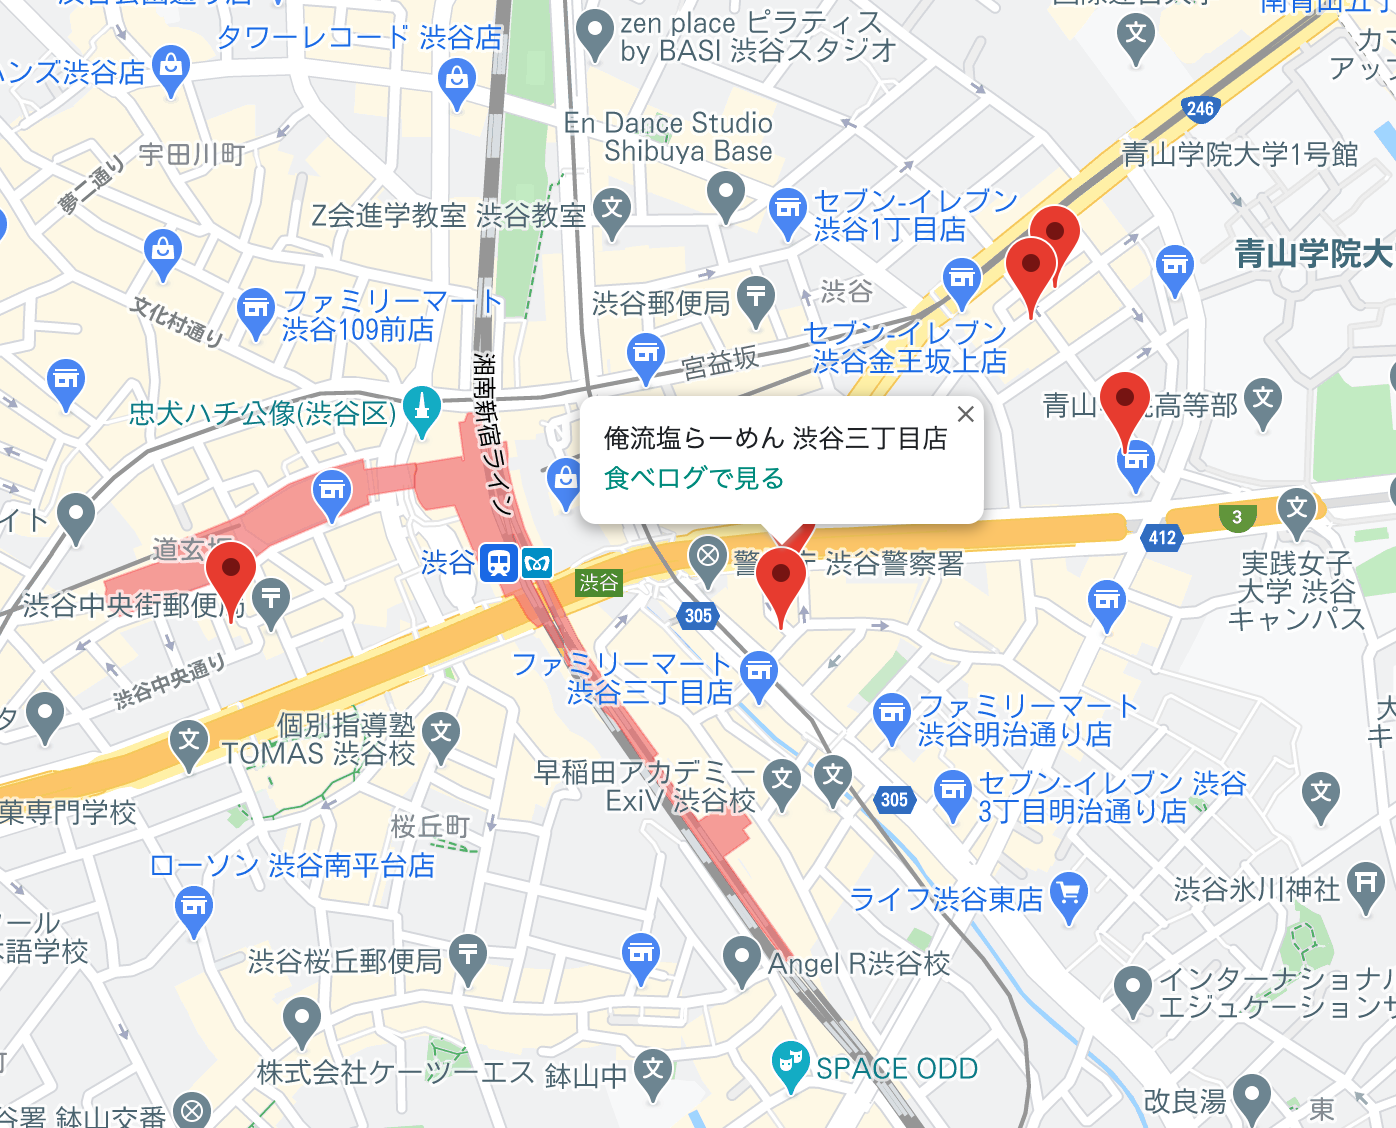 タワーレコード 渋谷店
ハンズ渋谷店
zen place ピラティス
by BASI 渋谷スタジオ
246
En Dance Studio
Shibuya Base
青山学院大学1号館
宇田川町
夢二通り
Z会進学教室 渋谷教室
セブン-イレブン
渋谷1丁目店
青山学院大
渋谷郵便局
渋谷
文化村通り
ファミリーマート
渋谷109前店
セブン-イレブン
渋谷金王坂上店
宮益坂
湘南新宿ライン
忠犬ハチ公像(渋谷区)
俺流塩らーめん 渋谷三丁目店
食べログで見る
青山
院高等部
イト
道玄坂
3
412
渋谷
渋谷
渋谷警察署
実践女子
大学 渋谷
キャンパス
渋谷中央街郵便局
305
渋谷中央通り
ファミリーマート
渋谷三丁目店
タ
個別指導塾
TOMAS 渋谷校
ファミリーマート
渋谷明治通り店
早稲田アカデミー
ExiV 渋谷校
305
セブン-イレブン 渋谷
3丁目明治通り店
菓専門学校
桜丘町
ローソン 渋谷南平台店
ライフ渋谷東店
渋谷氷川神社
ール
語学校
渋谷桜丘郵便局
Angel R渋谷校
インターナショナル
エジュケーションサ
株式会社ケーツーエス
鉢山中
SPACE ODD
谷署 鉢山交番
改良湯
東